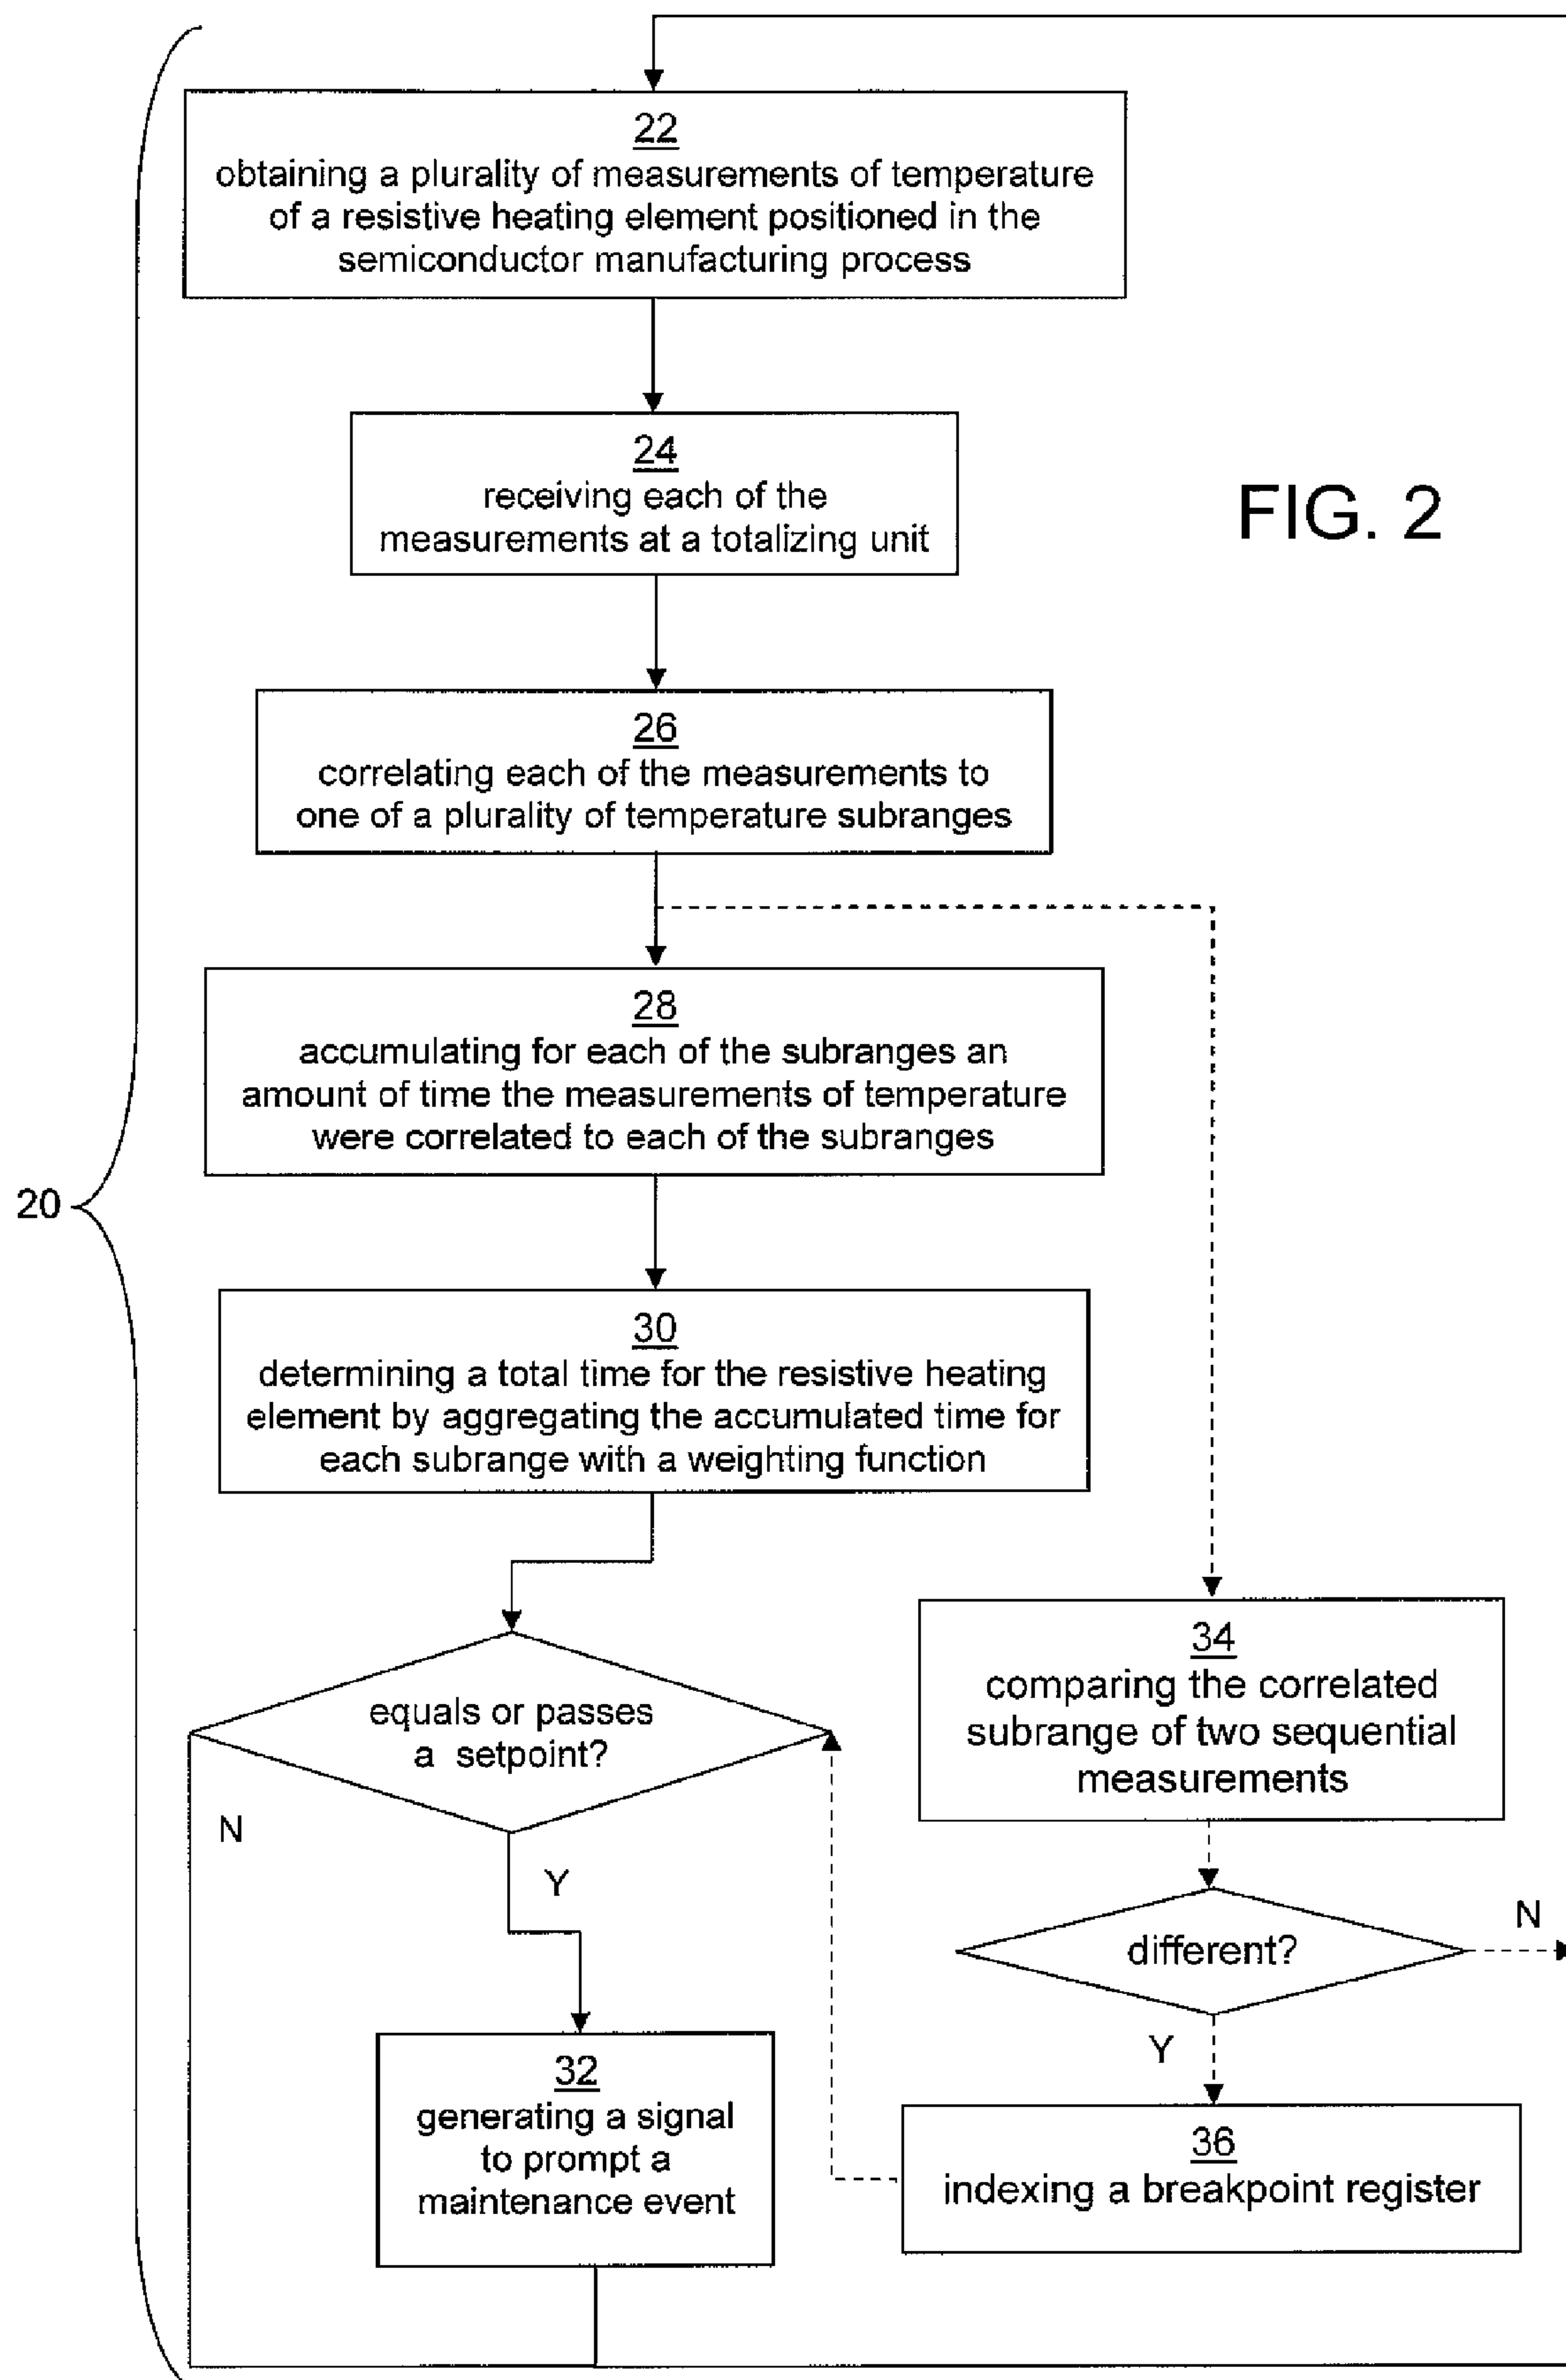 22
obtaining a plurality of measurements of temperature
of a resistive heating element positioned in the
semiconductor manufacturing process
24
receiving each of the
measurements at a totalizing unit
FIG. 2
26
correlating each of the measurements to
one of a plurality of temperature subranges
28
accumulating for each of the subranges an
amount of time the measurements of temperature
were correlated to each of the subranges
20
30
determining a total time for the resistive heating
element by aggregating the accumulated time for
each subrange with a weighting function
equals or passes
a setpoint?
N
Y
34
comparing the correlated
subrange of two sequential
measurements
different?
N
Y
32
generating a signal
to prompt a
maintenance event
36
indexing a breakpoint register